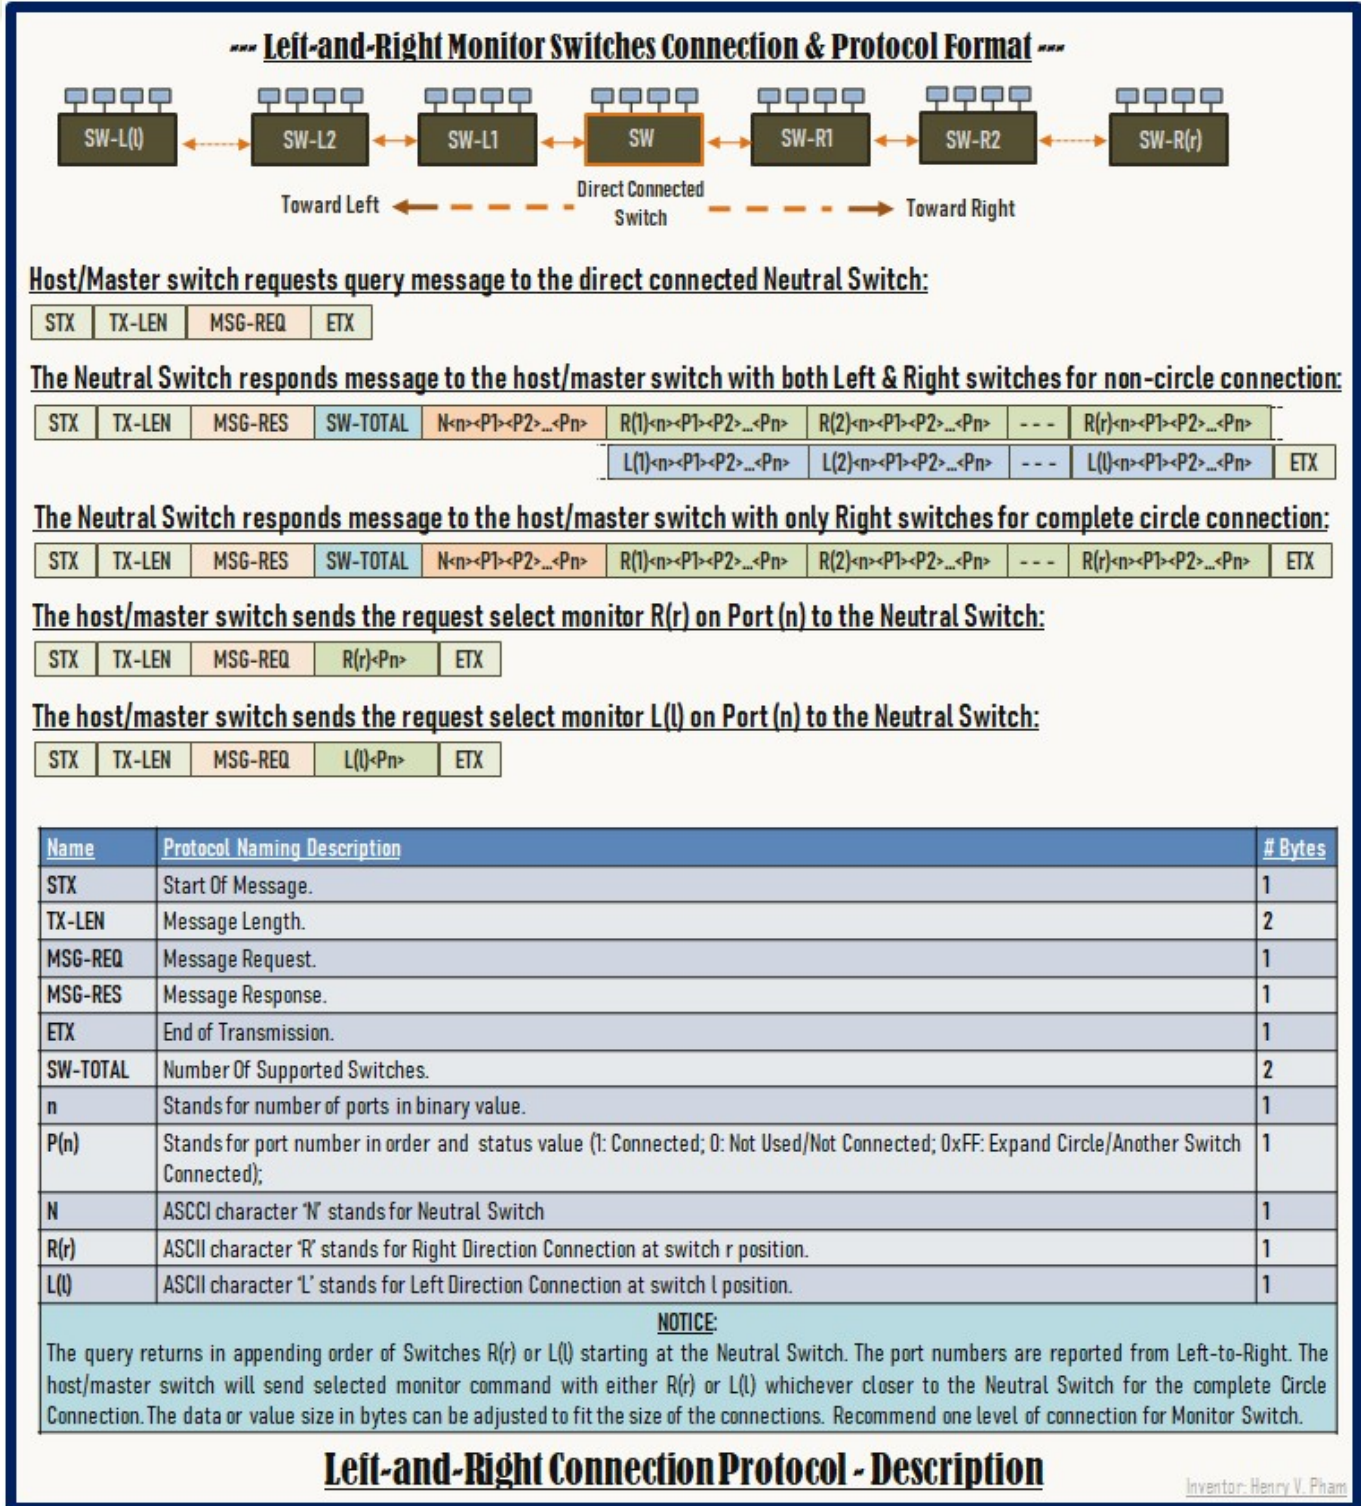 --- Left-and-Right Monitor Switches Connection & Protocol Format ---
SW-L(l) SW-L2 SW-L1 SW SW-R1 SW-R2 SW-R(r)
Toward Left Direct Connected Switch Toward Right
Host/Master switch requests query message to the direct connected Neutral Switch:
STX TX-LEN MSG-REQ ETX
The Neutral Switch responds message to the host/master switch with both Left & Right switches for non-circle connection:
STX TX-LEN MSG-RES SW-TOTAL N<n><P1><P2>...<Pn> R(1)<n><P1><P2>...<Pn> R(2)<n><P1><P2>...<Pn> - - - R(r)<n><P1><P2>...<Pn>
L(1)<n><P1><P2>...<Pn> L(2)<n><P1><P2>...<Pn> - - - L(l)<n><P1><P2>...<Pn> ETX
The Neutral Switch responds message to the host/master switch with only Right switches for complete circle connection:
STX TX-LEN MSG-RES SW-TOTAL N<n><P1><P2>...<Pn> R(1)<n><P1><P2>...<Pn> R(2)<n><P1><P2>...<Pn> - - - R(r)<n><P1><P2>...<Pn> ETX
The host/master switch sends the request select monitor R(r) on Port (n) to the Neutral Switch:
STX TX-LEN MSG-REQ R(r)<Pn> ETX
The host/master switch sends the request select monitor L(l) on Port (n) to the Neutral Switch:
STX TX-LEN MSG-REQ L(l)<Pn> ETX
Name Protocol Naming Description # Bytes
STX Start Of Message. 1
TX-LEN Message Length. 2
MSG-REQ Message Request. 1
MSG-RES Message Response. 1
ETX End of Transmission. 1
SW-TOTAL Number Of Supported Switches. 2
n Stands for number of ports in binary value. 1
P(n) Stands for port number in order and status value (1: Connected; 0: Not Used/Not Connected; 0xFF: Expand Circle/Another Switch 1
Connected);
N ASCCI character 'N' stands for Neutral Switch 1
R(r) ASCII character 'R' stands for Right Direction Connection at switch r position. 1
L(l) ASCII character 'L' stands for Left Direction Connection at switch l position. 1
NOTICE:
The query returns in appending order of Switches R(r) or L(l) starting at the Neutral Switch. The port numbers are reported from Left-to-Right. The
host/master switch will send selected monitor command with either R(r) or L(l) whichever closer to the Neutral Switch for the complete Circle
Connection. The data or value size in bytes can be adjusted to fit the size of the connections. Recommend one level of connection for Monitor Switch.
Left-and-Right Connection Protocol - Description
Inventor: Henry V. Pham